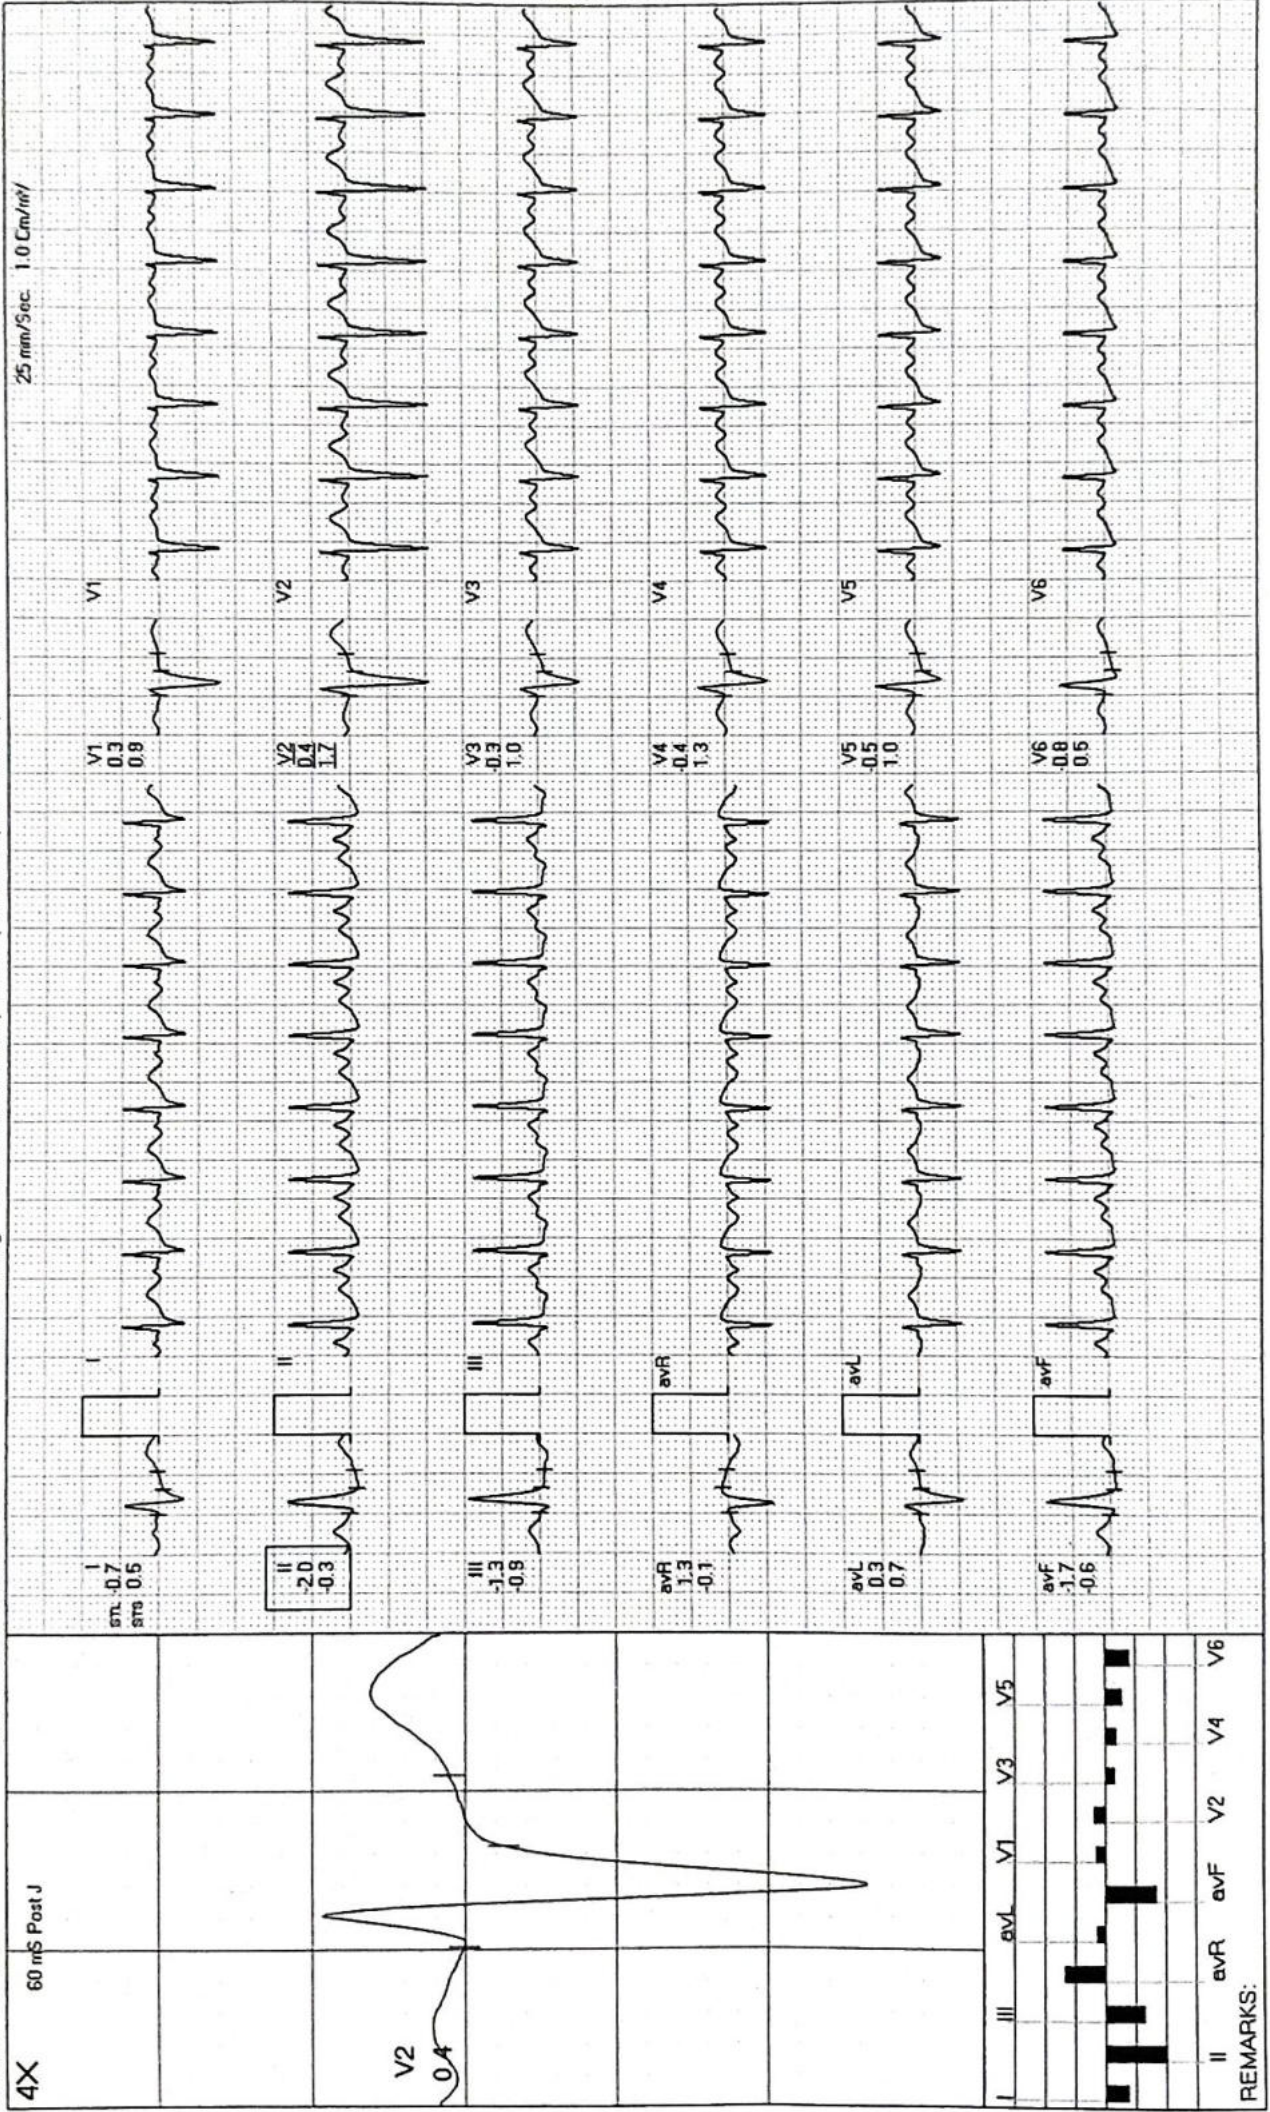 4X
60 mS Post J
25 mm/Sec. 1.0 Cm/mV
V2
0.4
I
STL -0.7
STS 0.5
I
V1
0.3
0.9
V1
II
-2.0
-0.3
II
V2
0.4
1.7
V2
III
-1.3
-0.9
III
V3
-0.3
1.0
V3
avR
1.3
-0.1
avR
V4
-0.4
1.3
V4
avL
0.3
0.7
avL
V5
-0.5
1.0
V5
avF
-1.7
-0.6
avF
V6
-0.8
0.5
V6
I III avL V1 V3 V5
II avR avF V2 V4 V6
REMARKS: